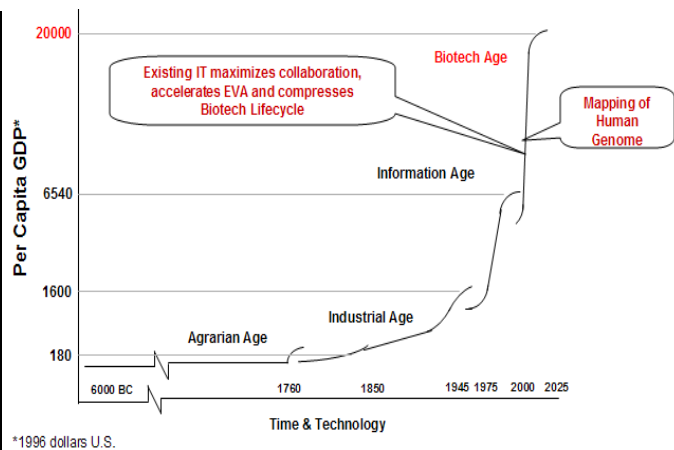 20000
Biotech Age
Existing IT maximizes collaboration,
accelerates EVA and compresses
Biotech Lifecycle
Mapping of
Human
Genome
Per Capita GDP*
Information Age
6540
1600
Industrial Age
Agrarian Age
180
6000 BC
1760
1850
1945
1975
2000
2025
Time & Technology
*1996 dollars U.S.